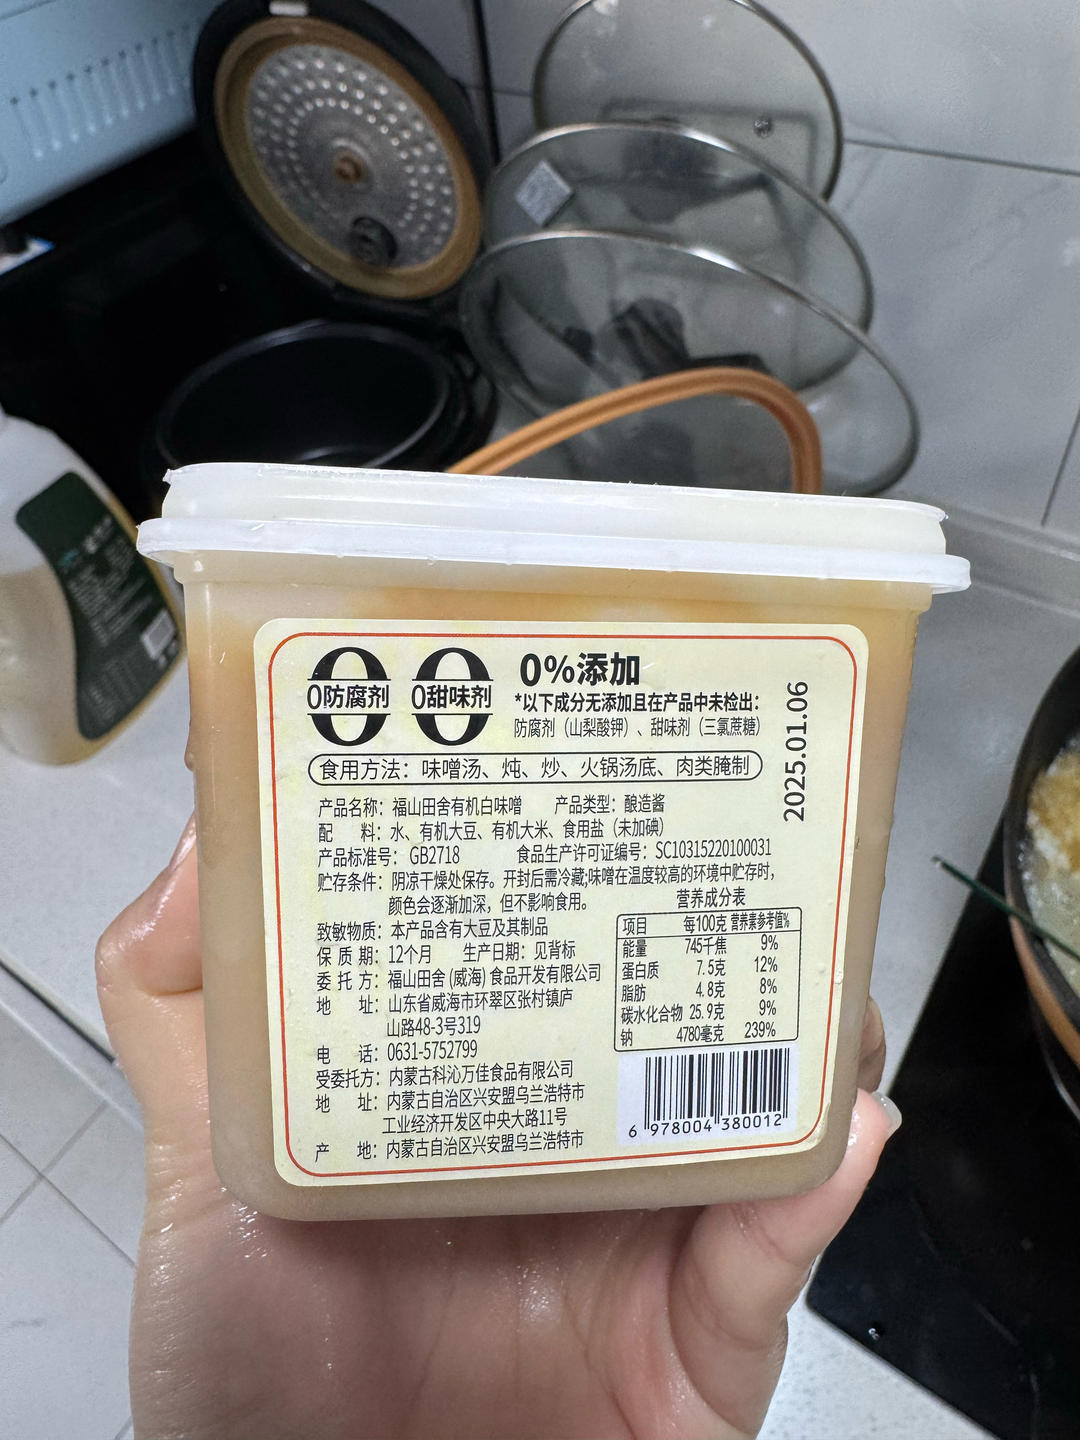 0防腐剂 0甜味剂
0%添加
*以下成分无添加且在产品中未检出：
防腐剂（山梨酸钾）、甜味剂（三氯蔗糖）
食用方法：味噌汤、炖、炒、火锅汤底、肉类腌制
2025.01.06
产品名称：福山田舍有机白味噌 产品类型：酿造酱
配 料：水、有机大豆、有机大米、食用盐（未加碘）
产品标准号：GB2718 食品生产许可证编号：SC10315220100031
贮存条件：阴凉干燥处保存。开封后需冷藏;味噌在温度较高的环境中贮存时，
颜色会逐渐加深，但不影响食用。
致敏物质：本产品含有大豆及其制品
保 质 期：12个月 生产日期：见背标
委 托 方：福山田舍(威海)食品开发有限公司
地 址：山东省威海市环翠区张村镇庐
山路48-3号319
电 话：0631-5752799
受委托方：内蒙古科沁万佳食品有限公司
地 址：内蒙古自治区兴安盟乌兰浩特市
工业经济开发区中央大路11号
产 地：内蒙古自治区兴安盟乌兰浩特市
营养成分表
项目 每100克 营养素参考值%
能量 745千焦 9%
蛋白质 7.5克 12%
脂肪 4.8克 8%
碳水化合物 25.9克 9%
钠 4780毫克 239%
6 978004 380012